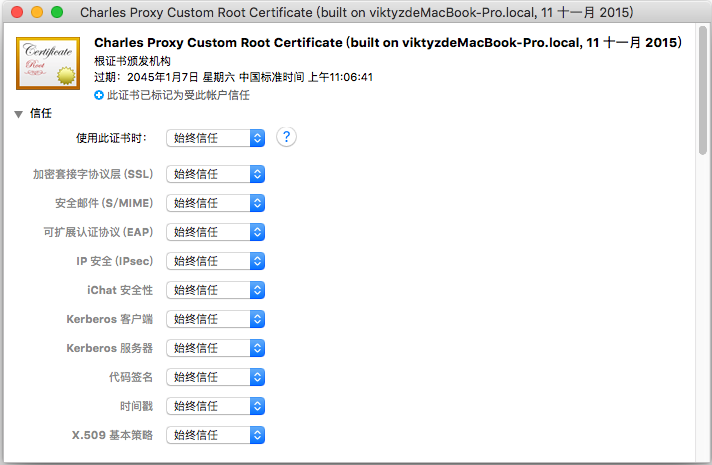 Charles Proxy Custom Root Certificate (built on viktyzdeMacBook-Pro.local, 11 十一月 2015)
Certificate
Root
Charles Proxy Custom Root Certificate (built on viktyzdeMacBook-Pro.local, 11 十一月 2015)
根证书颁发机构
过期：2045年1月7日 星期六 中国标准时间 上午11:06:41
此证书已标记为受此帐户信任
信任
使用此证书时： 始终信任 ?
加密套接字协议层 (SSL) 始终信任
安全邮件 (S/MIME) 始终信任
可扩展认证协议 (EAP) 始终信任
IP 安全 (IPsec) 始终信任
iChat 安全性 始终信任
Kerberos 客户端 始终信任
Kerberos 服务器 始终信任
代码签名 始终信任
时间戳 始终信任
X.509 基本策略 始终信任